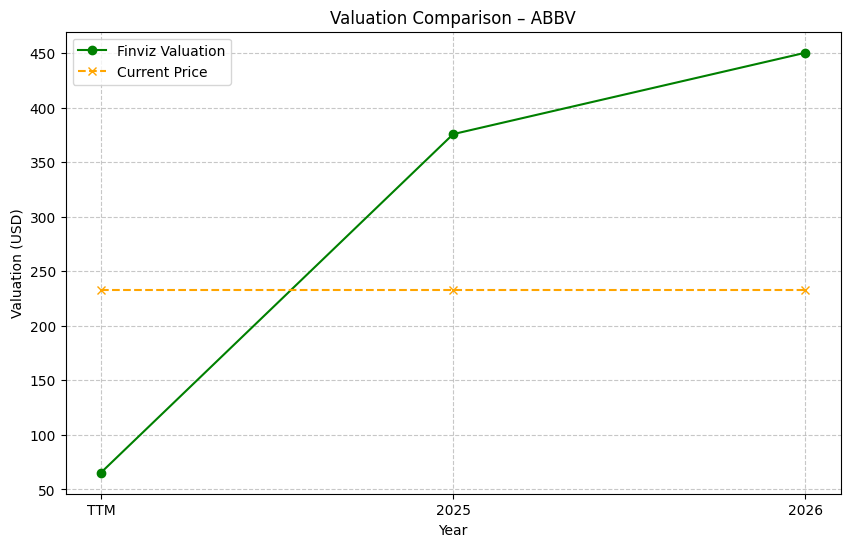 Valuation Comparison – ABBV
Finviz Valuation
Current Price
Valuation (USD)
450
400
350
300
250
200
150
100
50
TTM
2025
2026
Year